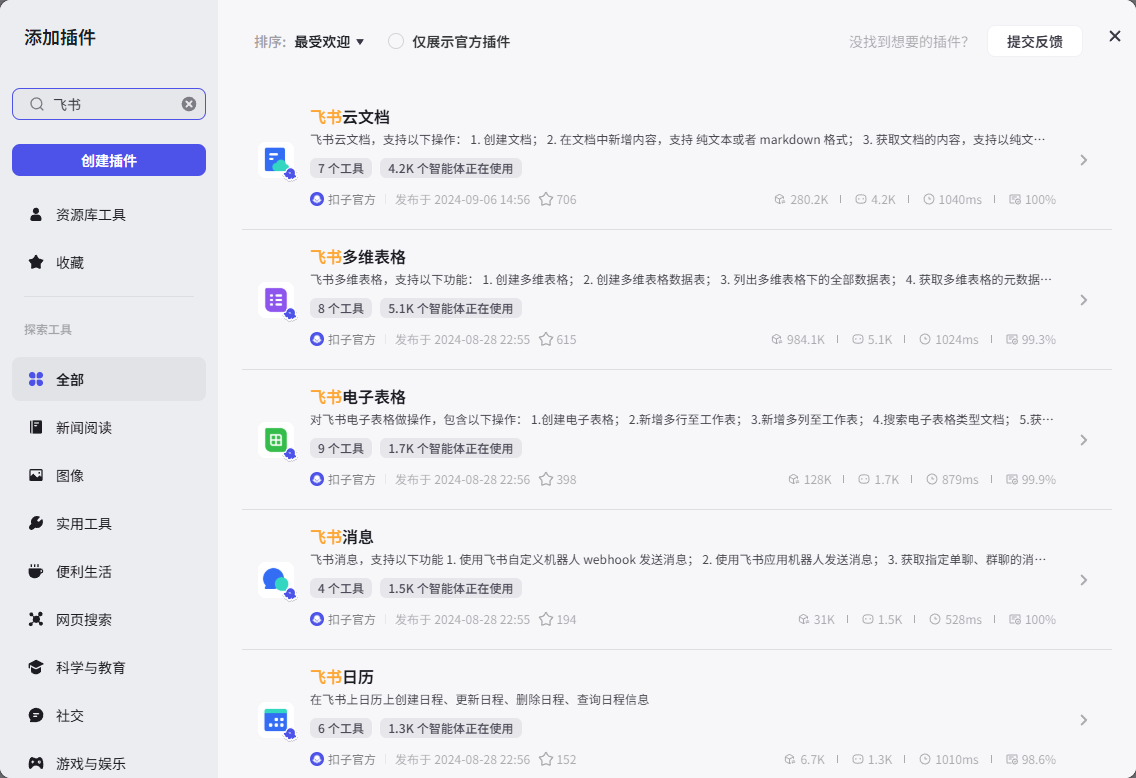 添加插件
飞书
创建插件
资源库工具
收藏
探索工具
全部
新闻阅读
图像
实用工具
便利生活
网页搜索
科学与教育
社交
游戏与娱乐
排序: 最受欢迎 仅展示官方插件 没找到想要的插件? 提交反馈
飞书云文档
飞书云文档，支持以下操作： 1. 创建文档； 2. 在文档中新增内容，支持 纯文本或者 markdown 格式； 3. 获取文档的内容，支持以纯文…
7 个工具 4.2K 个智能体正在使用
扣子官方 发布于 2024-09-06 14:56 706 280.2K 4.2K 1040ms 100%
飞书多维表格
飞书多维表格，支持以下功能： 1. 创建多维表格； 2. 创建多维表格数据表； 3. 列出多维表格下的全部数据表； 4. 获取多维表格的元数据…
8 个工具 5.1K 个智能体正在使用
扣子官方 发布于 2024-08-28 22:55 615 984.1K 5.1K 1024ms 99.3%
飞书电子表格
对飞书电子表格做操作，包含以下操作： 1.创建电子表格； 2.新增多行至工作表； 3.新增多列至工作表； 4.搜索电子表格类型文档； 5.获…
9 个工具 1.7K 个智能体正在使用
扣子官方 发布于 2024-08-28 22:56 398 128K 1.7K 879ms 99.9%
飞书消息
飞书消息，支持以下功能 1. 使用飞书自定义机器人 webhook 发送消息； 2. 使用飞书应用机器人发送消息； 3. 获取指定单聊、群聊的消…
4 个工具 1.5K 个智能体正在使用
扣子官方 发布于 2024-08-28 22:55 194 31K 1.5K 528ms 100%
飞书日历
在飞书上日历上创建日程、更新日程、删除日程、查询日程信息
6 个工具 1.3K 个智能体正在使用
扣子官方 发布于 2024-08-28 22:56 152 6.7K 1.3K 1010ms 98.6%